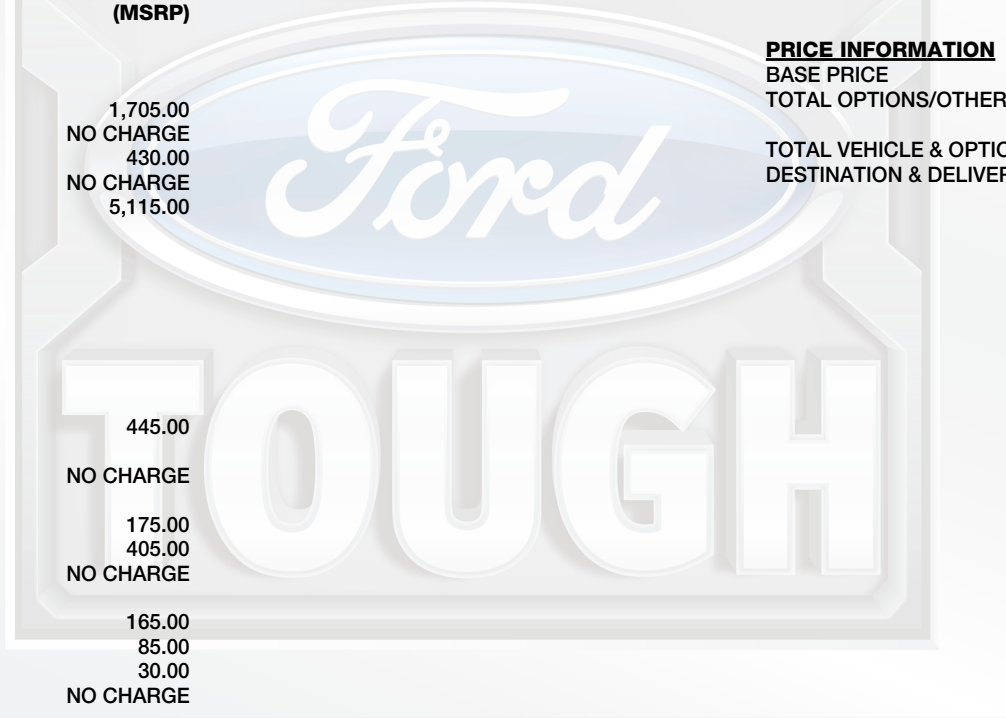 (MSRP)
1,705.00
NO CHARGE
430.00
NO CHARGE
5,115.00
445.00
NO CHARGE
175.00
405.00
NO CHARGE
165.00
85.00
30.00
NO CHARGE
PRICE INFORMATION
BASE PRICE
TOTAL OPTIONS/OTHER
TOTAL VEHICLE & OPTIO
DESTINATION & DELIVER
Ford
TOUGH